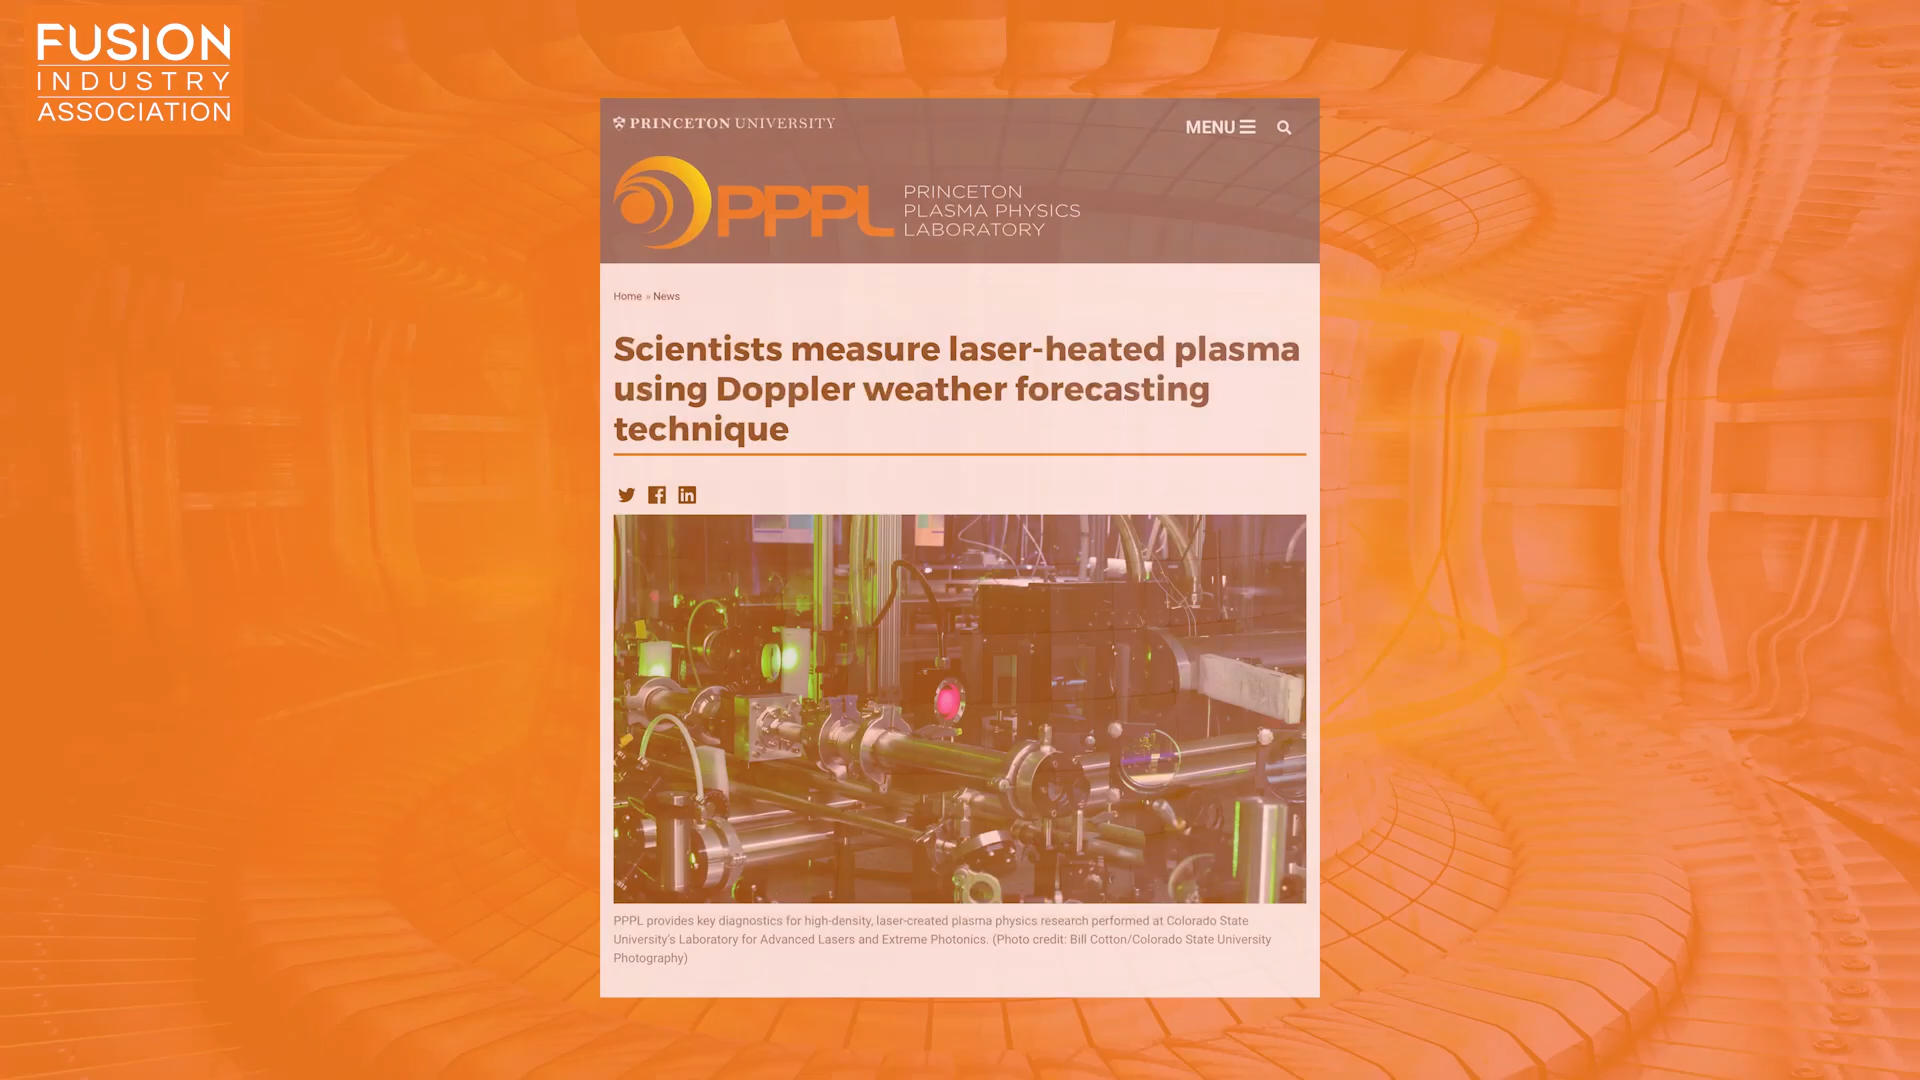 FUSION
INDUSTRY
ASSOCIATION
PRINCETON UNIVERSITY
MENU
PPPL
PRINCETON
PLASMA PHYSICS
LABORATORY
Home » News
Scientists measure laser-heated plasma
using Doppler weather forecasting
technique
PPPL provides key diagnostics for high-density, laser-created plasma physics research performed at Colorado State
University's Laboratory for Advanced Lasers and Extreme Photonics. (Photo credit: Bill Cotton/Colorado State University
Photography)